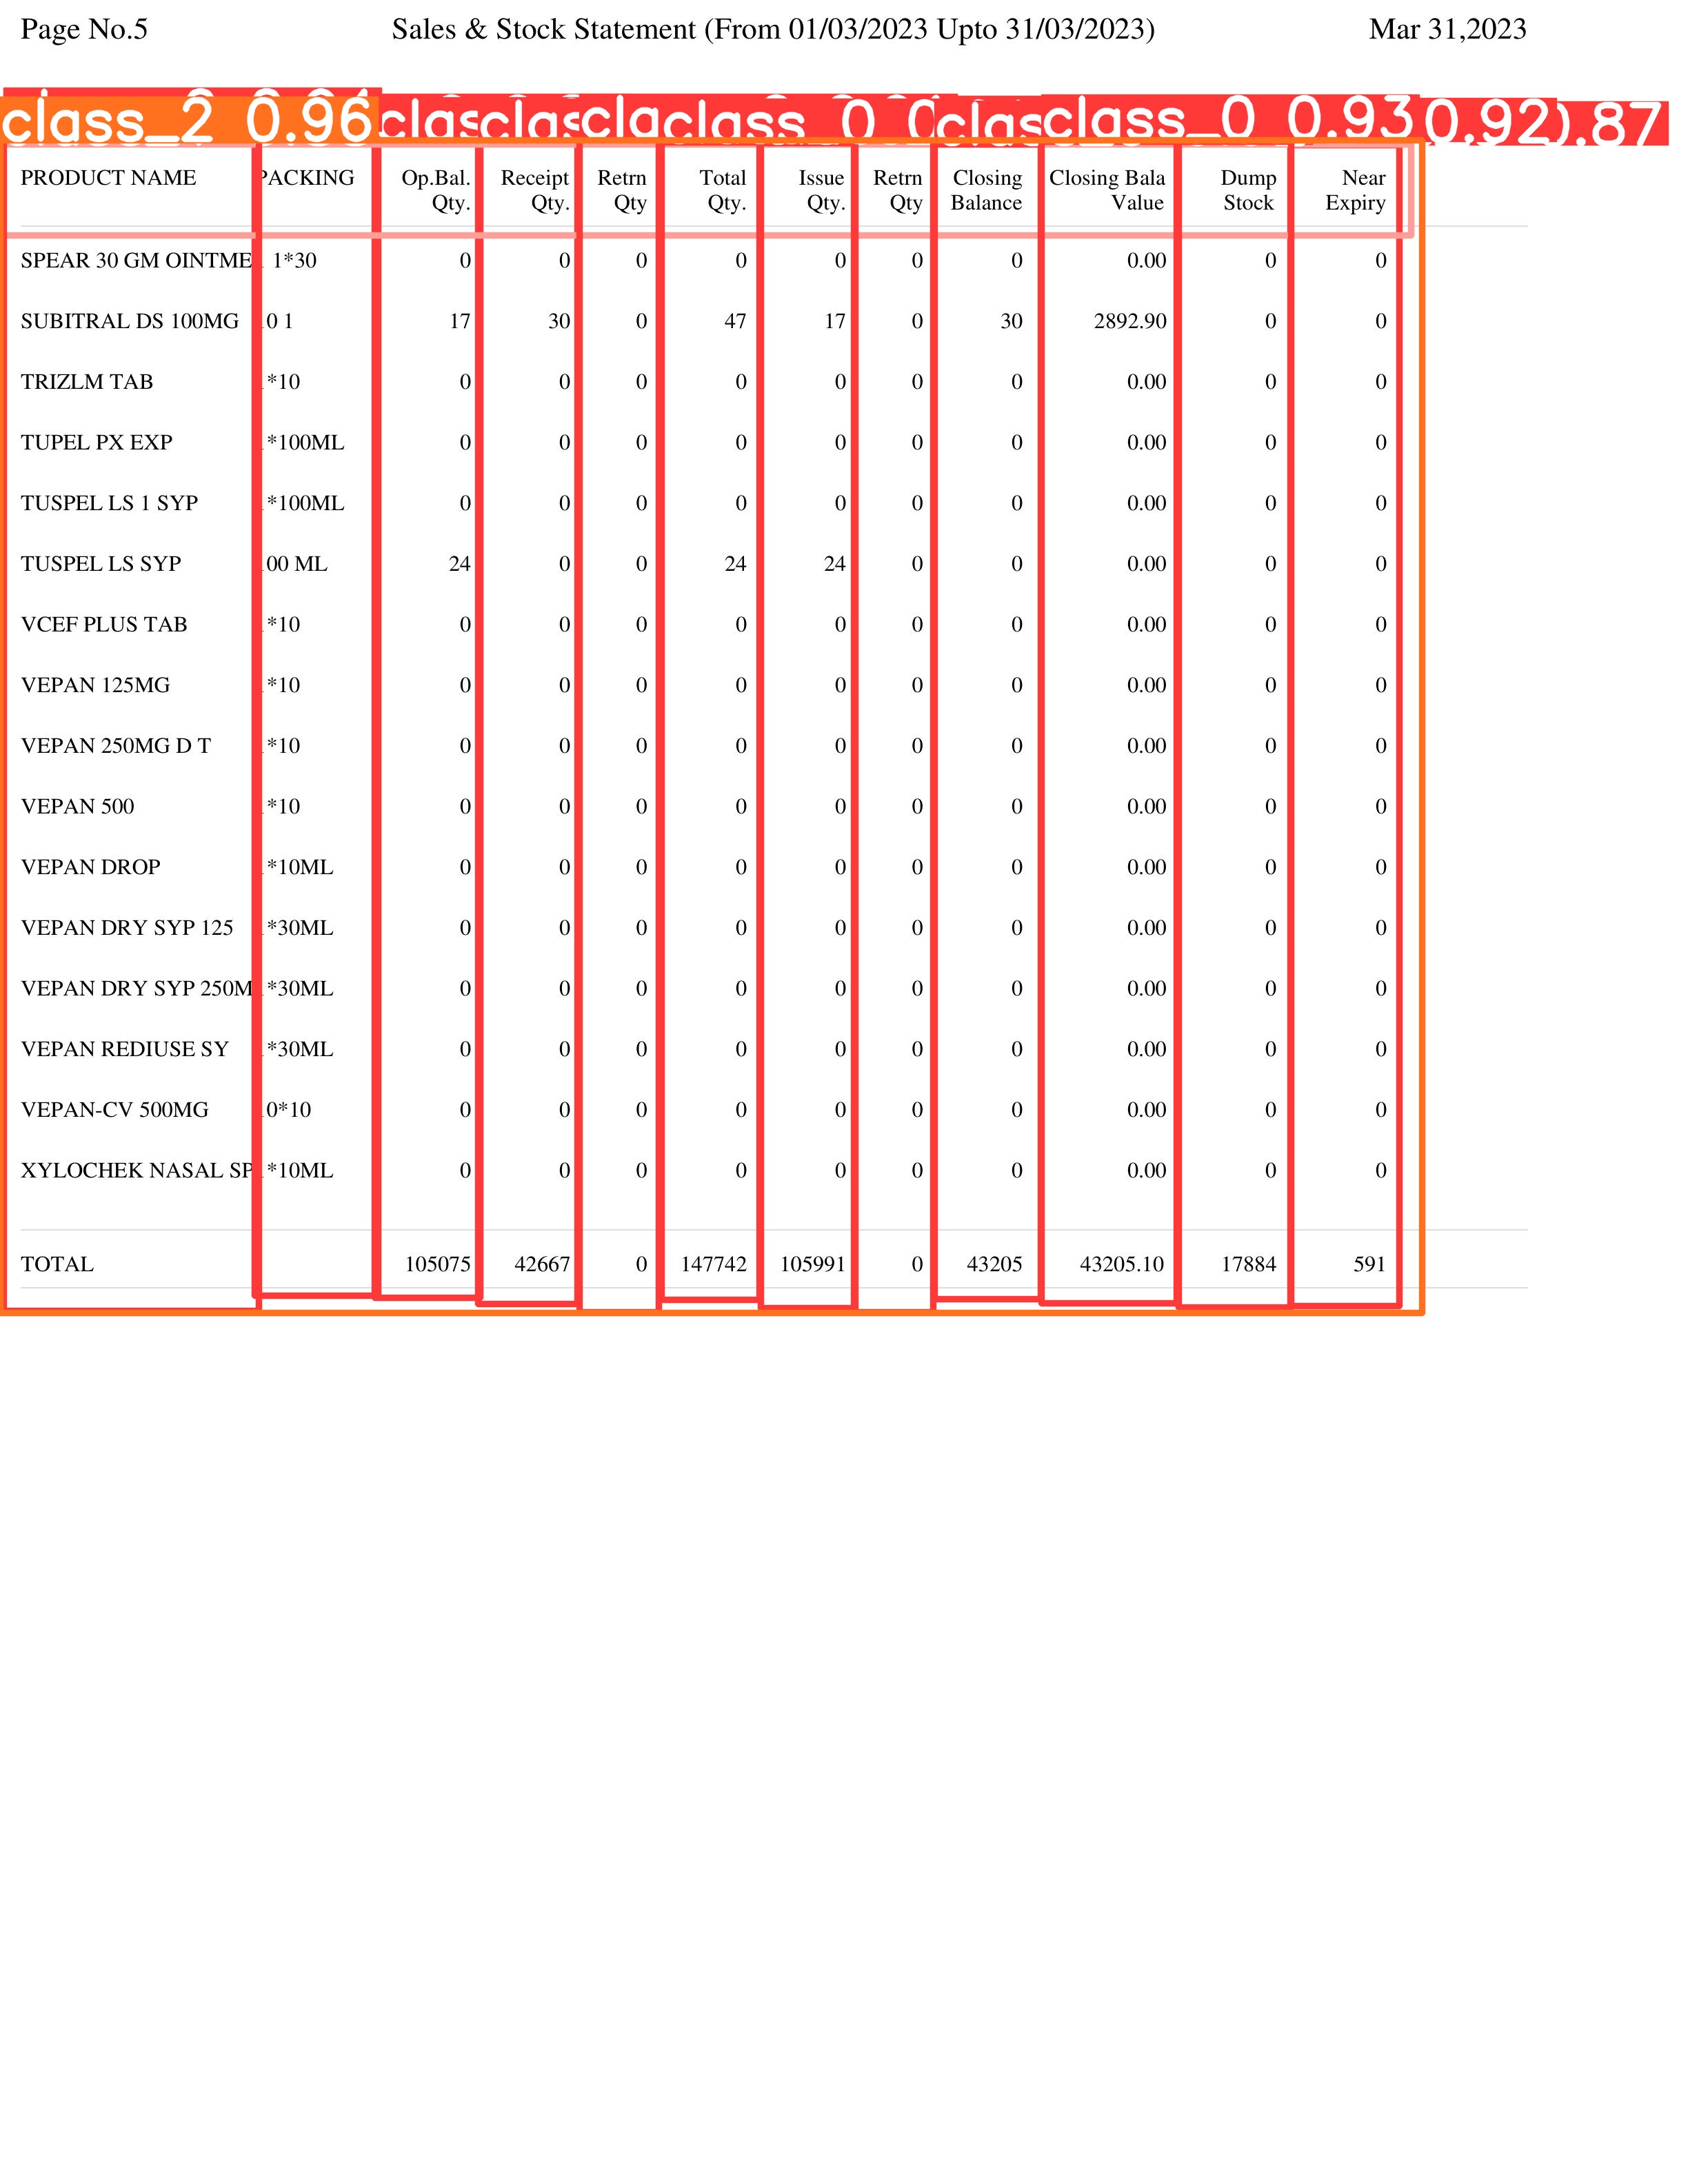 Page No.5 Sales & Stock Statement (From 01/03/2023 Upto 31/03/2023) Mar 31,2023
class_2 0.96 class_0 0.93 0.92 .87
PRODUCT NAME PACKING Op.Bal. Receipt Retrn Total Issue Retrn Closing Closing Bala Dump Near
Qty. Qty. Qty Qty. Qty. Qty Balance Value Stock Expiry
SPEAR 30 GM OINTME 1*30 0 0 0 0 0 0 0 0.00 0 0
SUBITRAL DS 100MG 0 1 17 30 0 47 17 0 30 2892.90 0 0
TRIZLM TAB *10 0 0 0 0 0 0 0 0.00 0 0
TUPEL PX EXP *100ML 0 0 0 0 0 0 0 0.00 0 0
TUSPEL LS 1 SYP *100ML 0 0 0 0 0 0 0 0.00 0 0
TUSPEL LS SYP 00 ML 24 0 0 24 24 0 0 0.00 0 0
VCEF PLUS TAB *10 0 0 0 0 0 0 0 0.00 0 0
VEPAN 125MG *10 0 0 0 0 0 0 0 0.00 0 0
VEPAN 250MG D T *10 0 0 0 0 0 0 0 0.00 0 0
VEPAN 500 *10 0 0 0 0 0 0 0 0.00 0 0
VEPAN DROP *10ML 0 0 0 0 0 0 0 0.00 0 0
VEPAN DRY SYP 125 *30ML 0 0 0 0 0 0 0 0.00 0 0
VEPAN DRY SYP 250M *30ML 0 0 0 0 0 0 0 0.00 0 0
VEPAN REDIUSE SY *30ML 0 0 0 0 0 0 0 0.00 0 0
VEPAN-CV 500MG 0*10 0 0 0 0 0 0 0 0.00 0 0
XYLOCHEK NASAL SP *10ML 0 0 0 0 0 0 0 0.00 0 0
TOTAL 105075 42667 0 147742 105991 0 43205 43205.10 17884 591